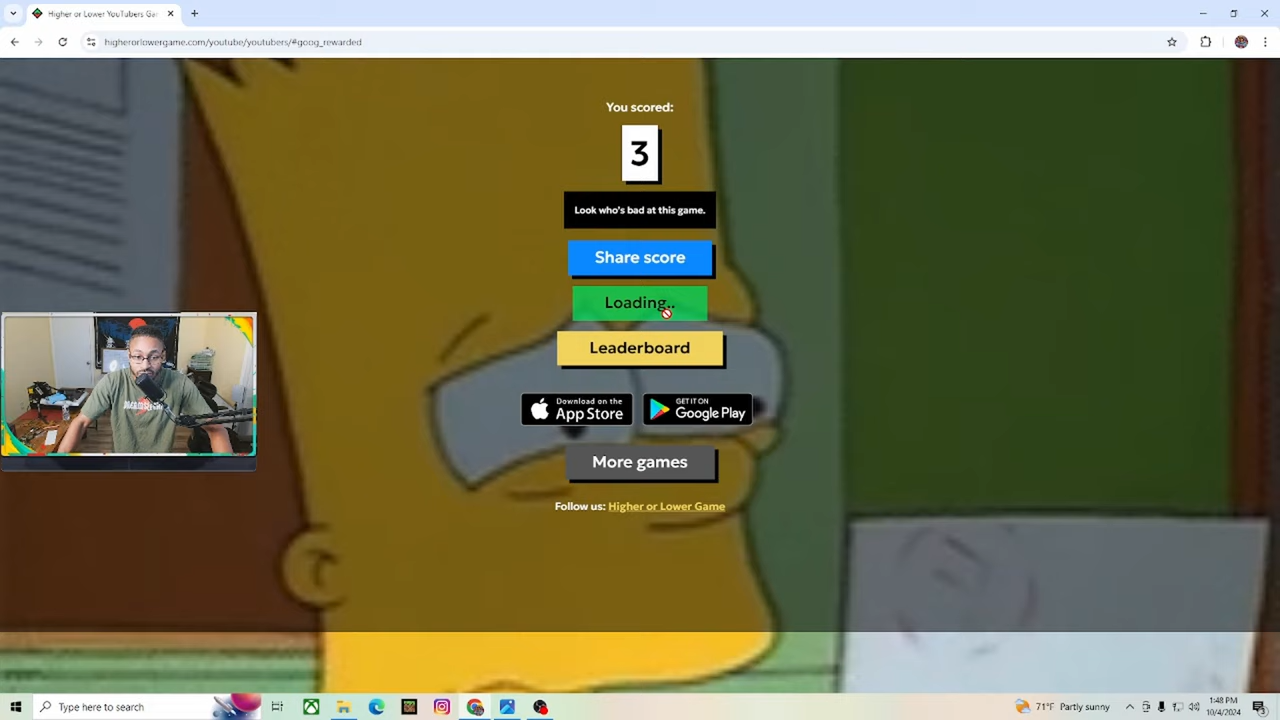 Higher or Lower YouTubers Ga
higherorlowergame.com/youtube/youtubers/#goog_rewarded
You scored:
3
Look who's bad at this game.
Share score
Loading..
Leaderboard
Download on the
App Store
GET IT ON
Google Play
More games
Follow us: Higher or Lower Game
Type here to search
71°F Partly sunny
1:48 PM
10/4/2024